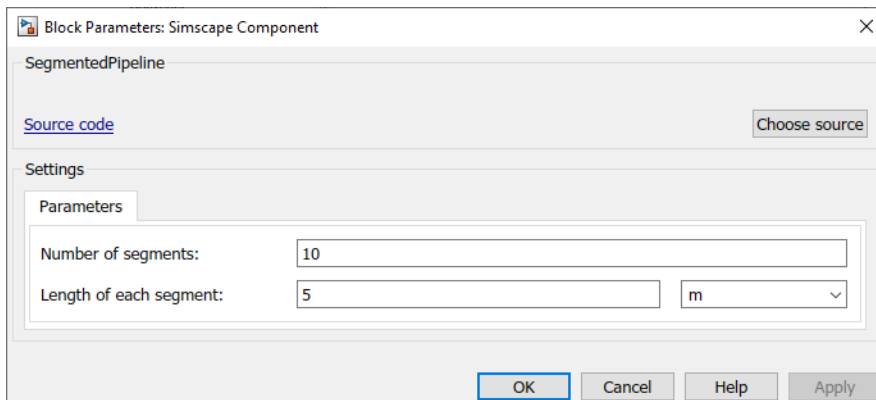 Block Parameters: Simscape Component
SegmentedPipeline
Source code
Choose source
Settings
Parameters
Number of segments:
10
Length of each segment:
5
m
OK
Cancel
Help
Apply